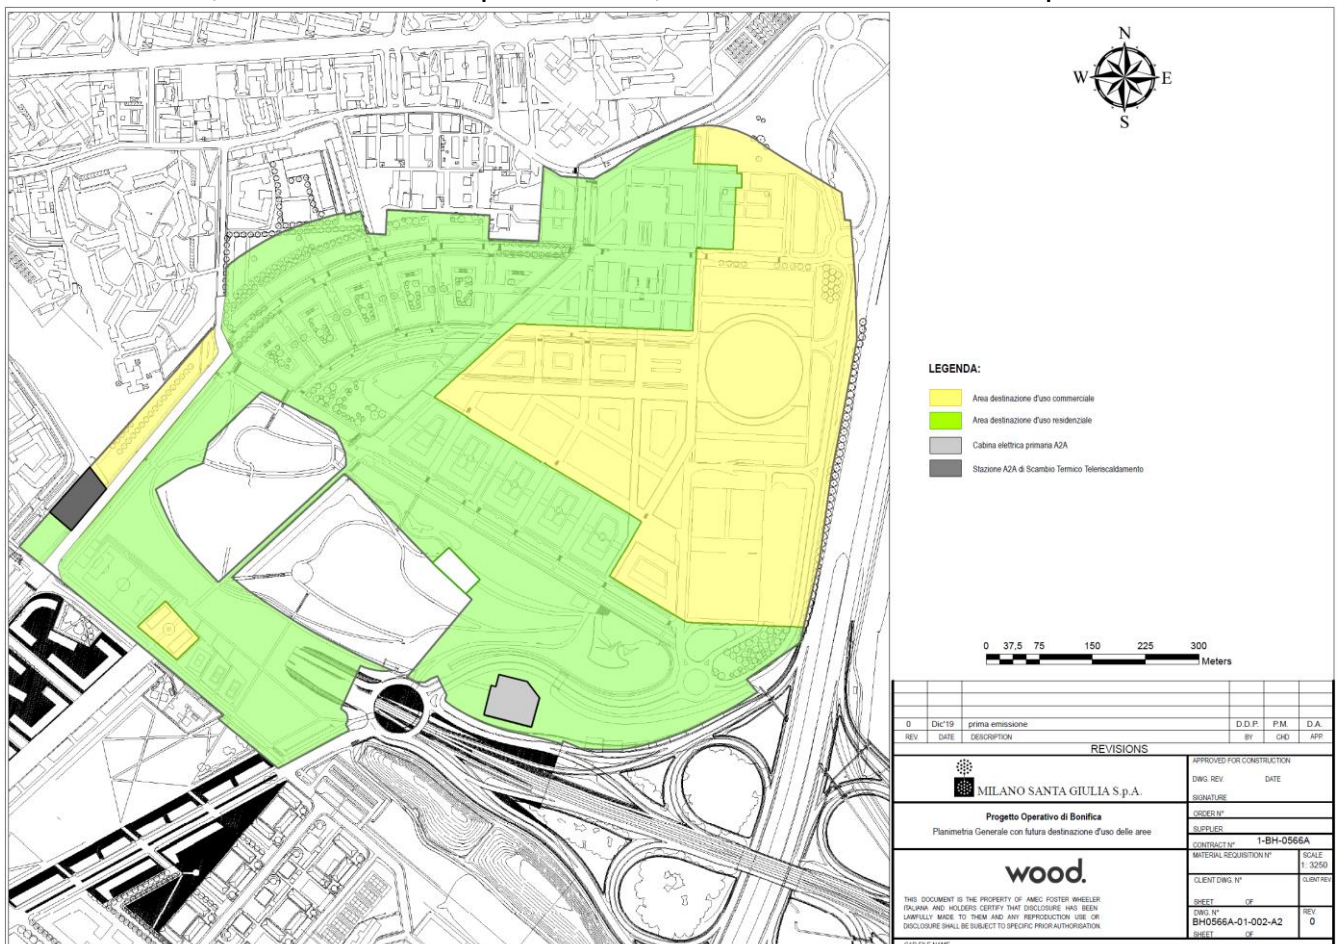 N
W E
S
LEGENDA:
Area destinazione d'uso commerciale
Area destinazione d'uso residenziale
Cabina elettrica primaria A2A
Stazione A2A di Scambio Termico Teleriscaldamento
0 37,5 75 150 225 300
Meters
0 Dic'19 prima emissione D.D.P. P.M. D.A.
REV. DATE DESCRIPTION BY CHD APP.
REVISIONS
MILANO SANTA GIULIA S.p.A.
Progetto Operativo di Bonifica
Planimetria Generale con futura destinazione d'uso delle aree
wood.
THIS DOCUMENT IS THE PROPERTY OF AMEC FOSTER WHEELER
ITALIANA AND HOLDERS CERTIFY THAT DISCLOSURE HAS BEEN
LAWFULLY MADE TO THEM AND ANY REPRODUCTION USE OR
DISCLOSURE SHALL BE SUBJECT TO SPECIFIC PRIOR AUTHORISATION.
APPROVED FOR CONSTRUCTION
DWG. REV. DATE
SIGNATURE
ORDER N°
SUPPLIER
CONTRACT N° 1-BH-0566A
MATERIAL REQUISITION N° SCALE
1: 3250
CLIENT DWG. N° CLIENT REV.
SHEET OF
DWG. N° REV.
BH0566A-01-002-A2 0
SHEET OF